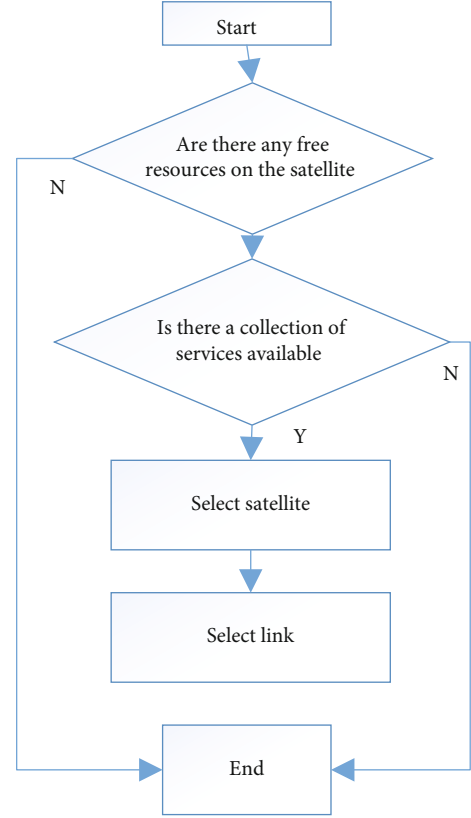 Start
Are there any free
resources on the satellite
N
Is there a collection of
services available
N
Y
Select satellite
Select link
End